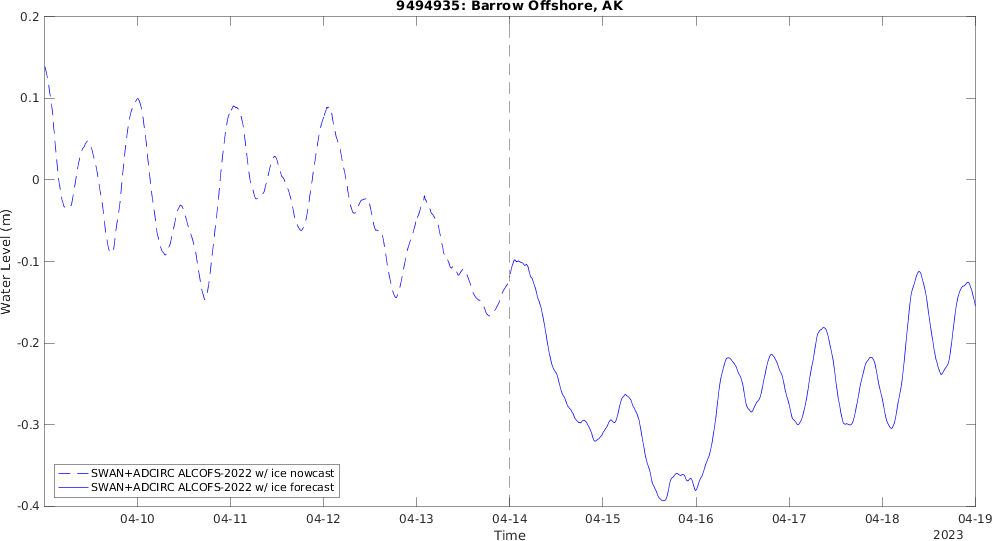 9494935: Barrow Offshore, AK
0.2
0.1
0
-0.1
-0.2
-0.3
-0.4
Water Level (m)
SWAN+ADCIRC ALCOFS-2022 w/ ice nowcast
SWAN+ADCIRC ALCOFS-2022 w/ ice forecast
04-10 04-11 04-12 04-13 04-14 04-15 04-16 04-17 04-18 04-19
Time
2023